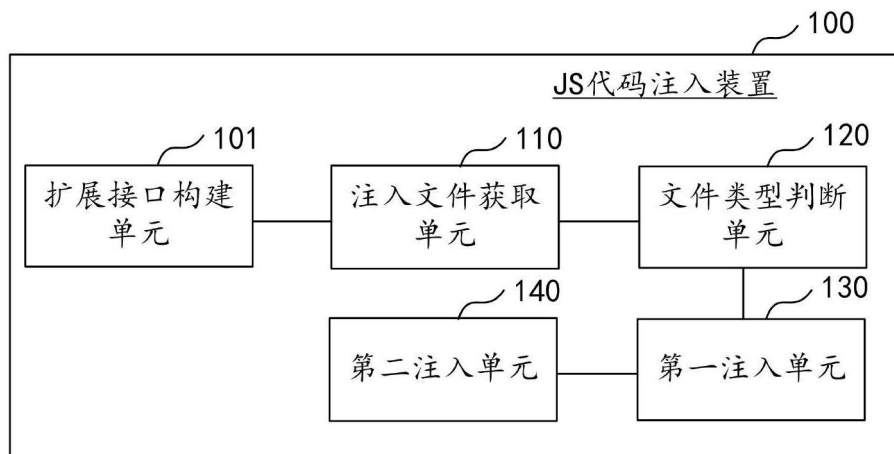 100
JS代码注入装置
101
110
120
扩展接口构建
单元
注入文件获取
单元
文件类型判断
单元
140
130
第二注入单元
第一注入单元